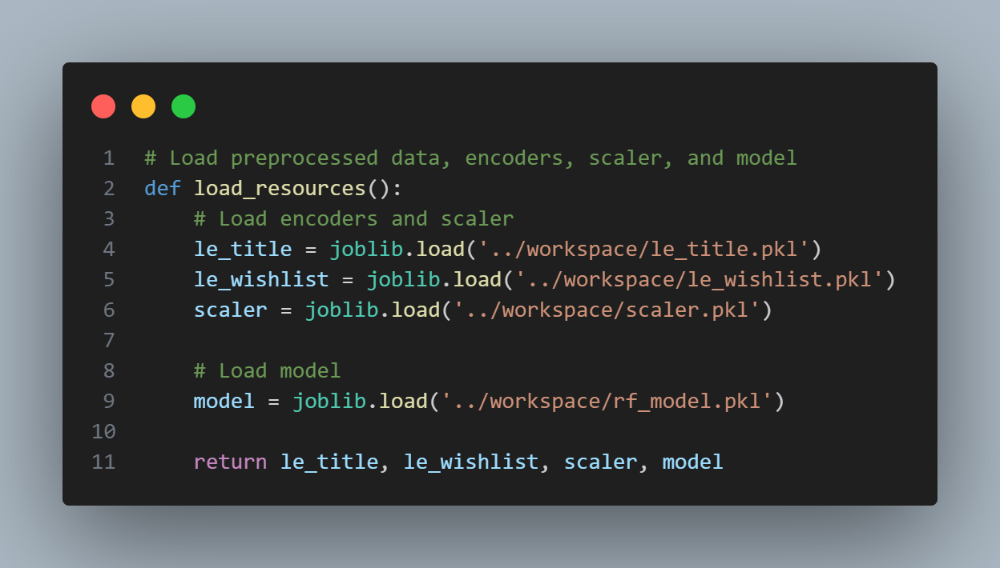 1 # Load preprocessed data, encoders, scaler, and model
2 def load_resources():
3     # Load encoders and scaler
4     le_title = joblib.load('../workspace/le_title.pkl')
5     le_wishlist = joblib.load('../workspace/le_wishlist.pkl')
6     scaler = joblib.load('../workspace/scaler.pkl')
7
8     # Load model
9     model = joblib.load('../workspace/rf_model.pkl')
10
11     return le_title, le_wishlist, scaler, model